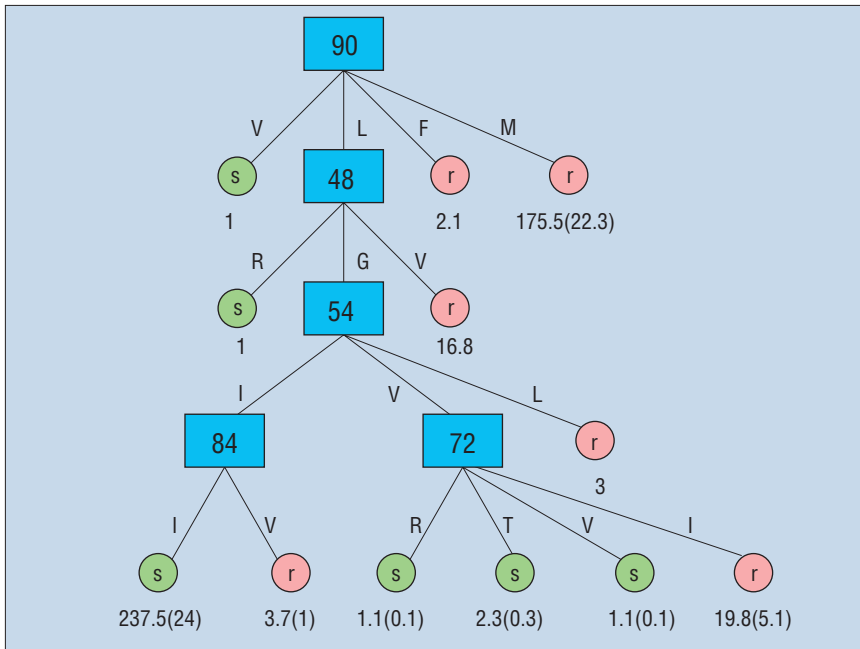 90
V L F M
s 48 r r
1 2.1 175.5(22.3)
R G V
s 54 r
1 16.8
I V L
84 72 r
3
I V R T V I
s r s s s r
237.5(24) 3.7(1) 1.1(0.1) 2.3(0.3) 1.1(0.1) 19.8(5.1)